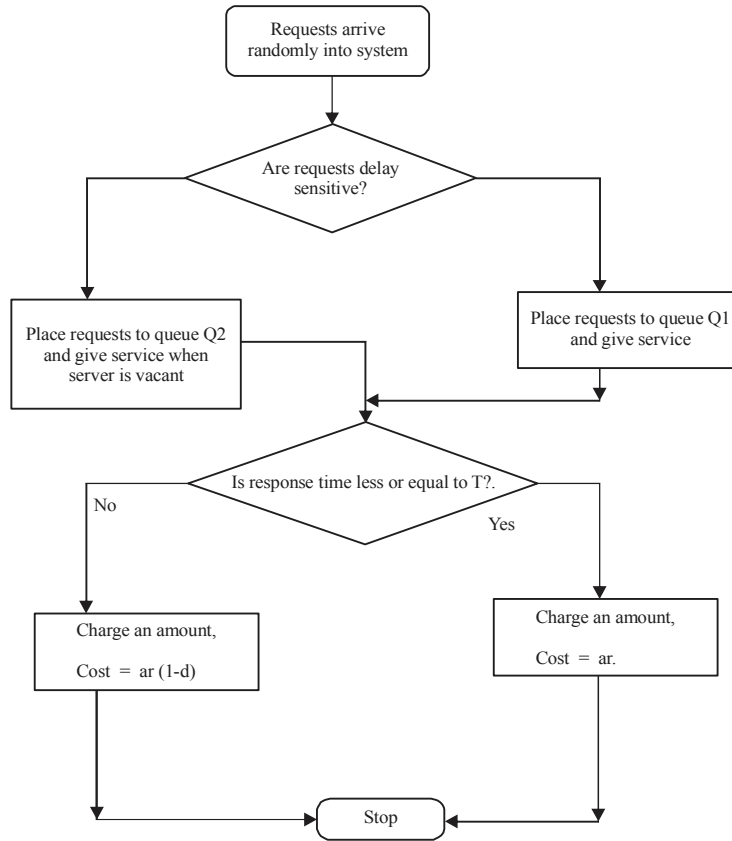 Requests arrive
randomly into system
Are requests delay
sensitive?
Place requests to queue Q2
and give service when
server is vacant
Place requests to queue Q1
and give service
Is response time less or equal to T?.
No
Yes
Charge an amount,
Cost = ar (1-d)
Charge an amount,
Cost = ar.
Stop